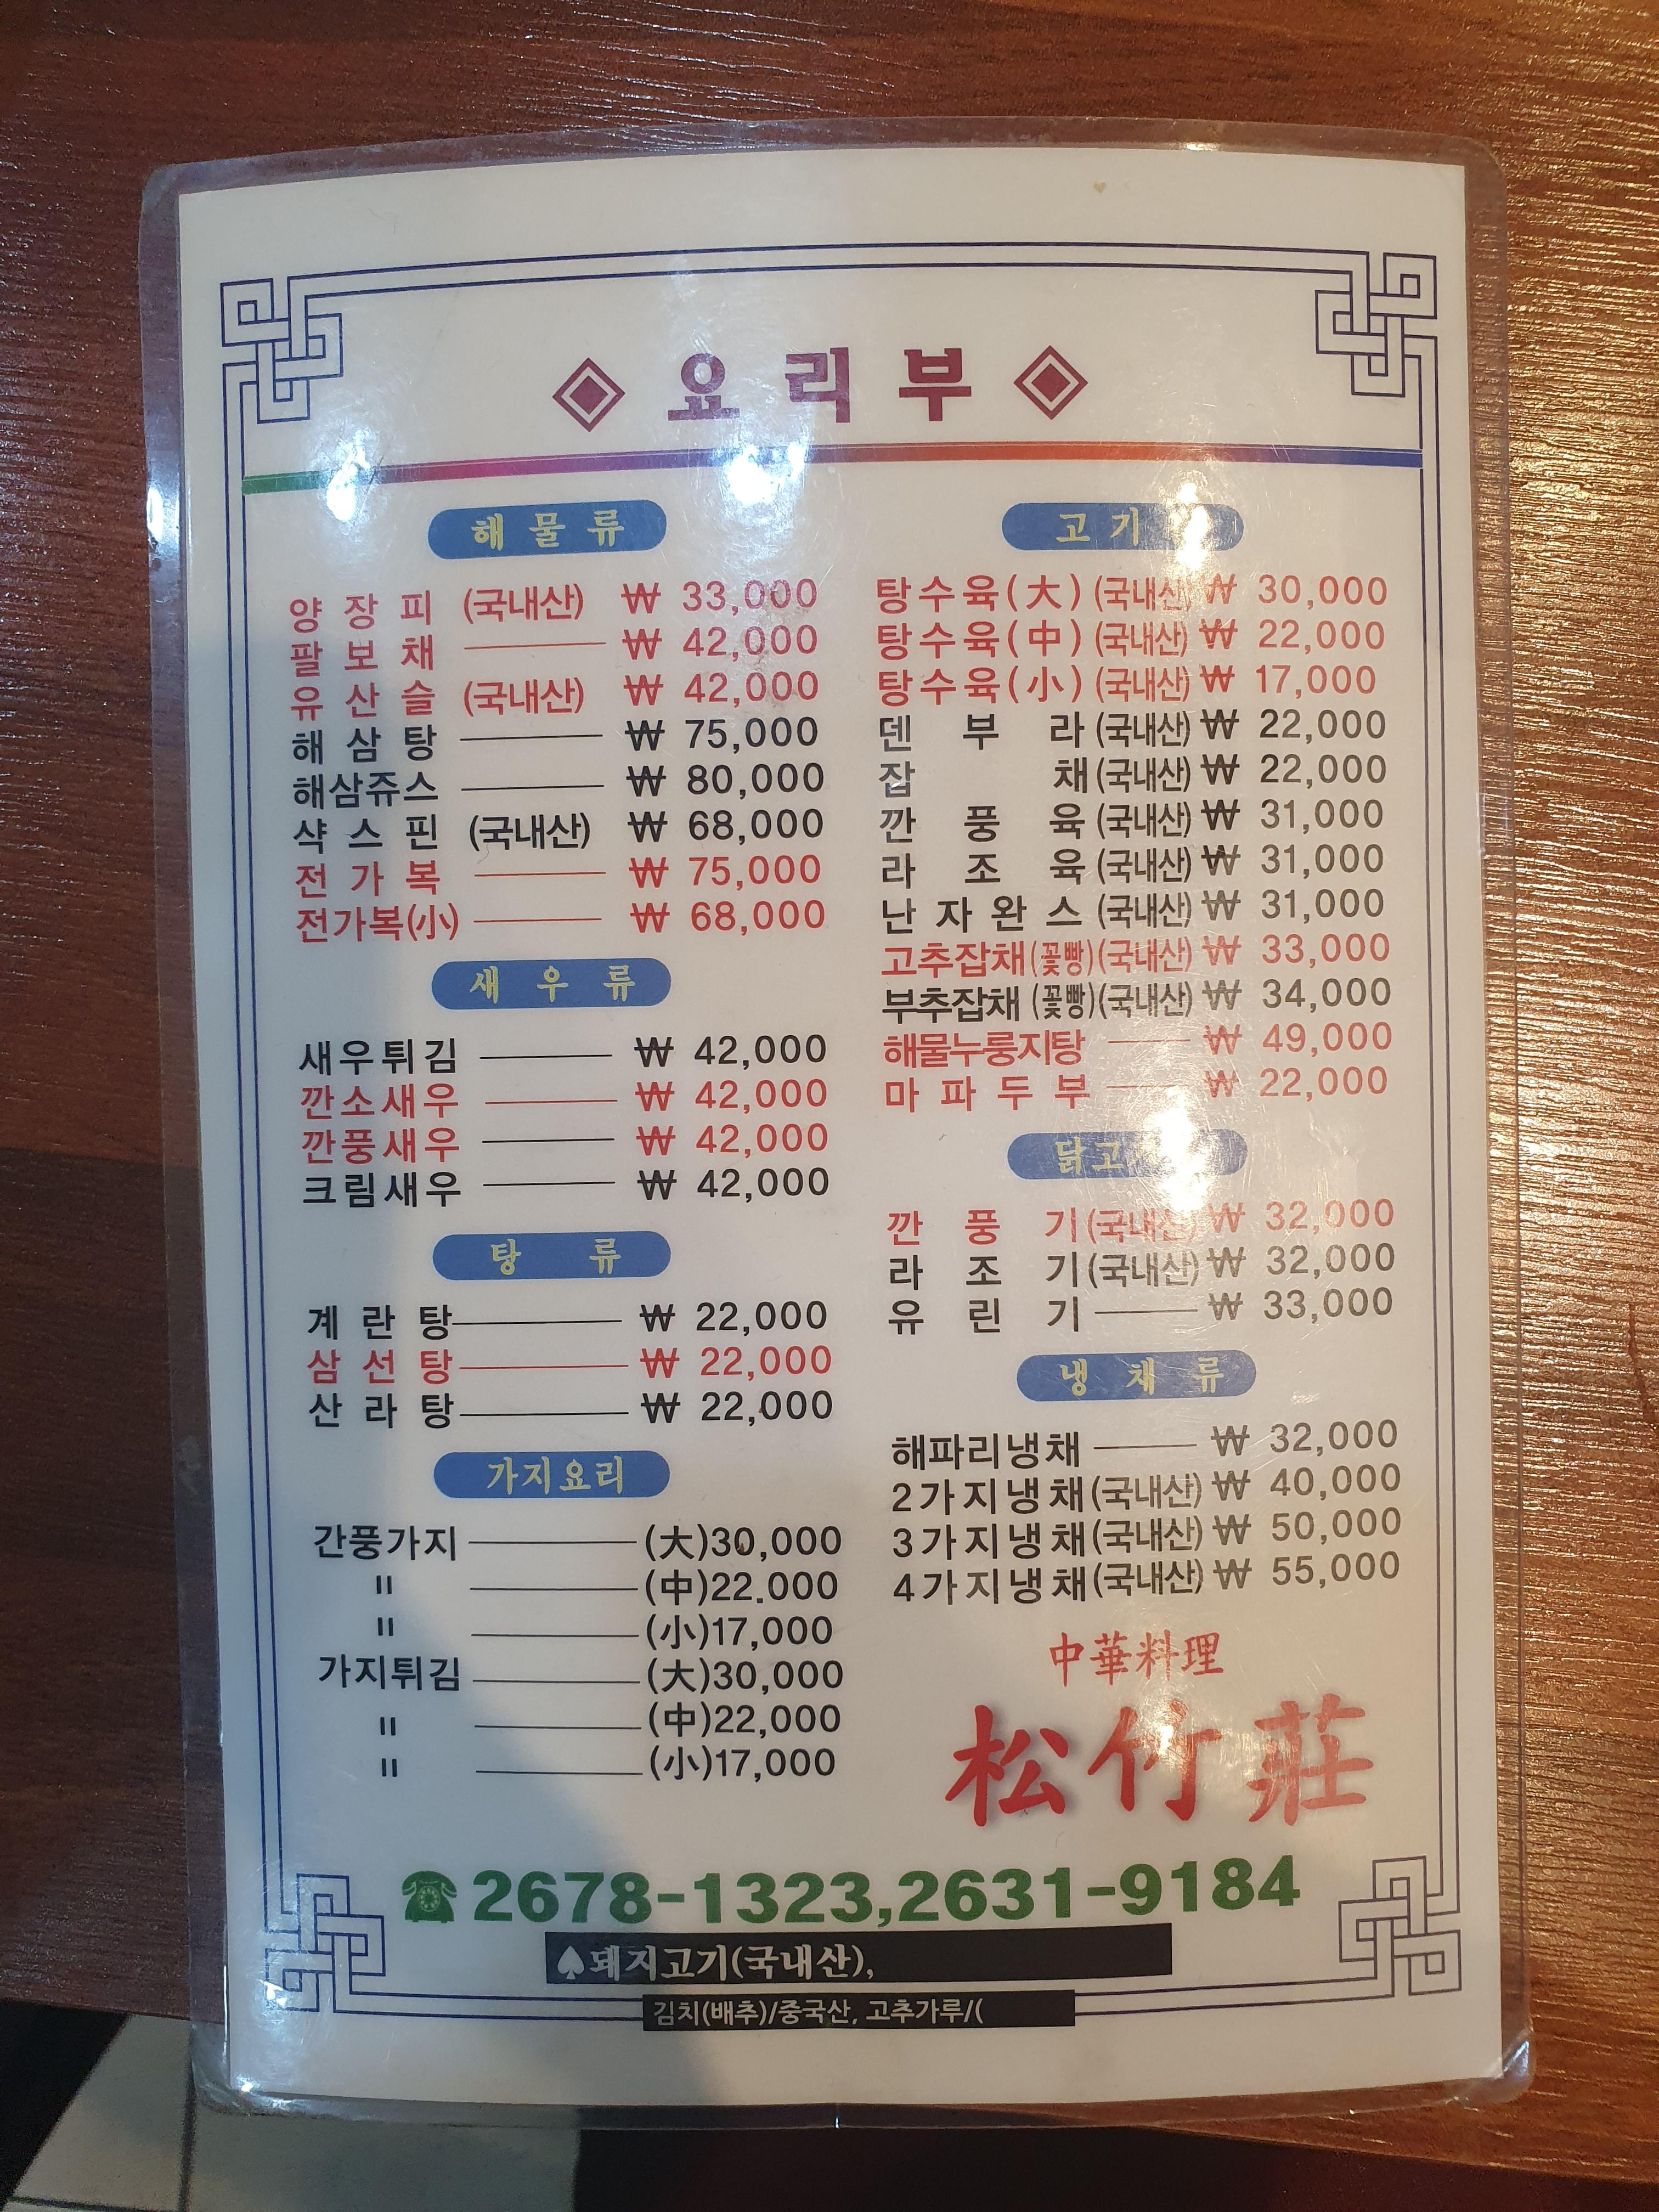 ◈ 요리부 ◈
해물류
양장피 (국내산) ₩ 33,000
팔보채 ₩ 42,000
유산슬 (국내산) ₩ 42,000
해삼탕 ₩ 75,000
해삼쥬스 ₩ 80,000
샥스핀 (국내산) ₩ 68,000
전가복 ₩ 75,000
전가복(小) ₩ 68,000
새우류
새우튀김 ₩ 42,000
깐소새우 ₩ 42,000
깐풍새우 ₩ 42,000
크림새우 ₩ 42,000
탕류
계란탕 ₩ 22,000
삼선탕 ₩ 22,000
산라탕 ₩ 22,000
가지요리
간풍가지 (大)30,000
〃 (中)22.000
〃 (小)17,000
가지튀김 (大)30,000
〃 (中)22,000
〃 (小)17,000
고기
탕수육(大) (국내산) ₩ 30,000
탕수육(中) (국내산) ₩ 22,000
탕수육(小) (국내산) ₩ 17,000
덴부라 (국내산) ₩ 22,000
잡채 (국내산) ₩ 22,000
깐풍육 (국내산) ₩ 31,000
라조육 (국내산) ₩ 31,000
난자완스 (국내산) ₩ 31,000
고추잡채(꽃빵)(국내산) ₩ 33,000
부추잡채 (꽃빵)(국내산) ₩ 34,000
해물누룽지탕 ₩ 49,000
마파두부 ₩ 22,000
닭고
깐풍기 (국내산) ₩ 32,000
라조기 (국내산) ₩ 32,000
유린기 ₩ 33,000
냉채류
해파리냉채 ₩ 32,000
2가지냉채(국내산) ₩ 40,000
3가지냉채(국내산) ₩ 50,000
4가지냉채(국내산) ₩ 55,000
中華料理
松竹莊
☎2678-1323,2631-9184
♠돼지고기(국내산),
김치(배추)/중국산, 고추가루/(